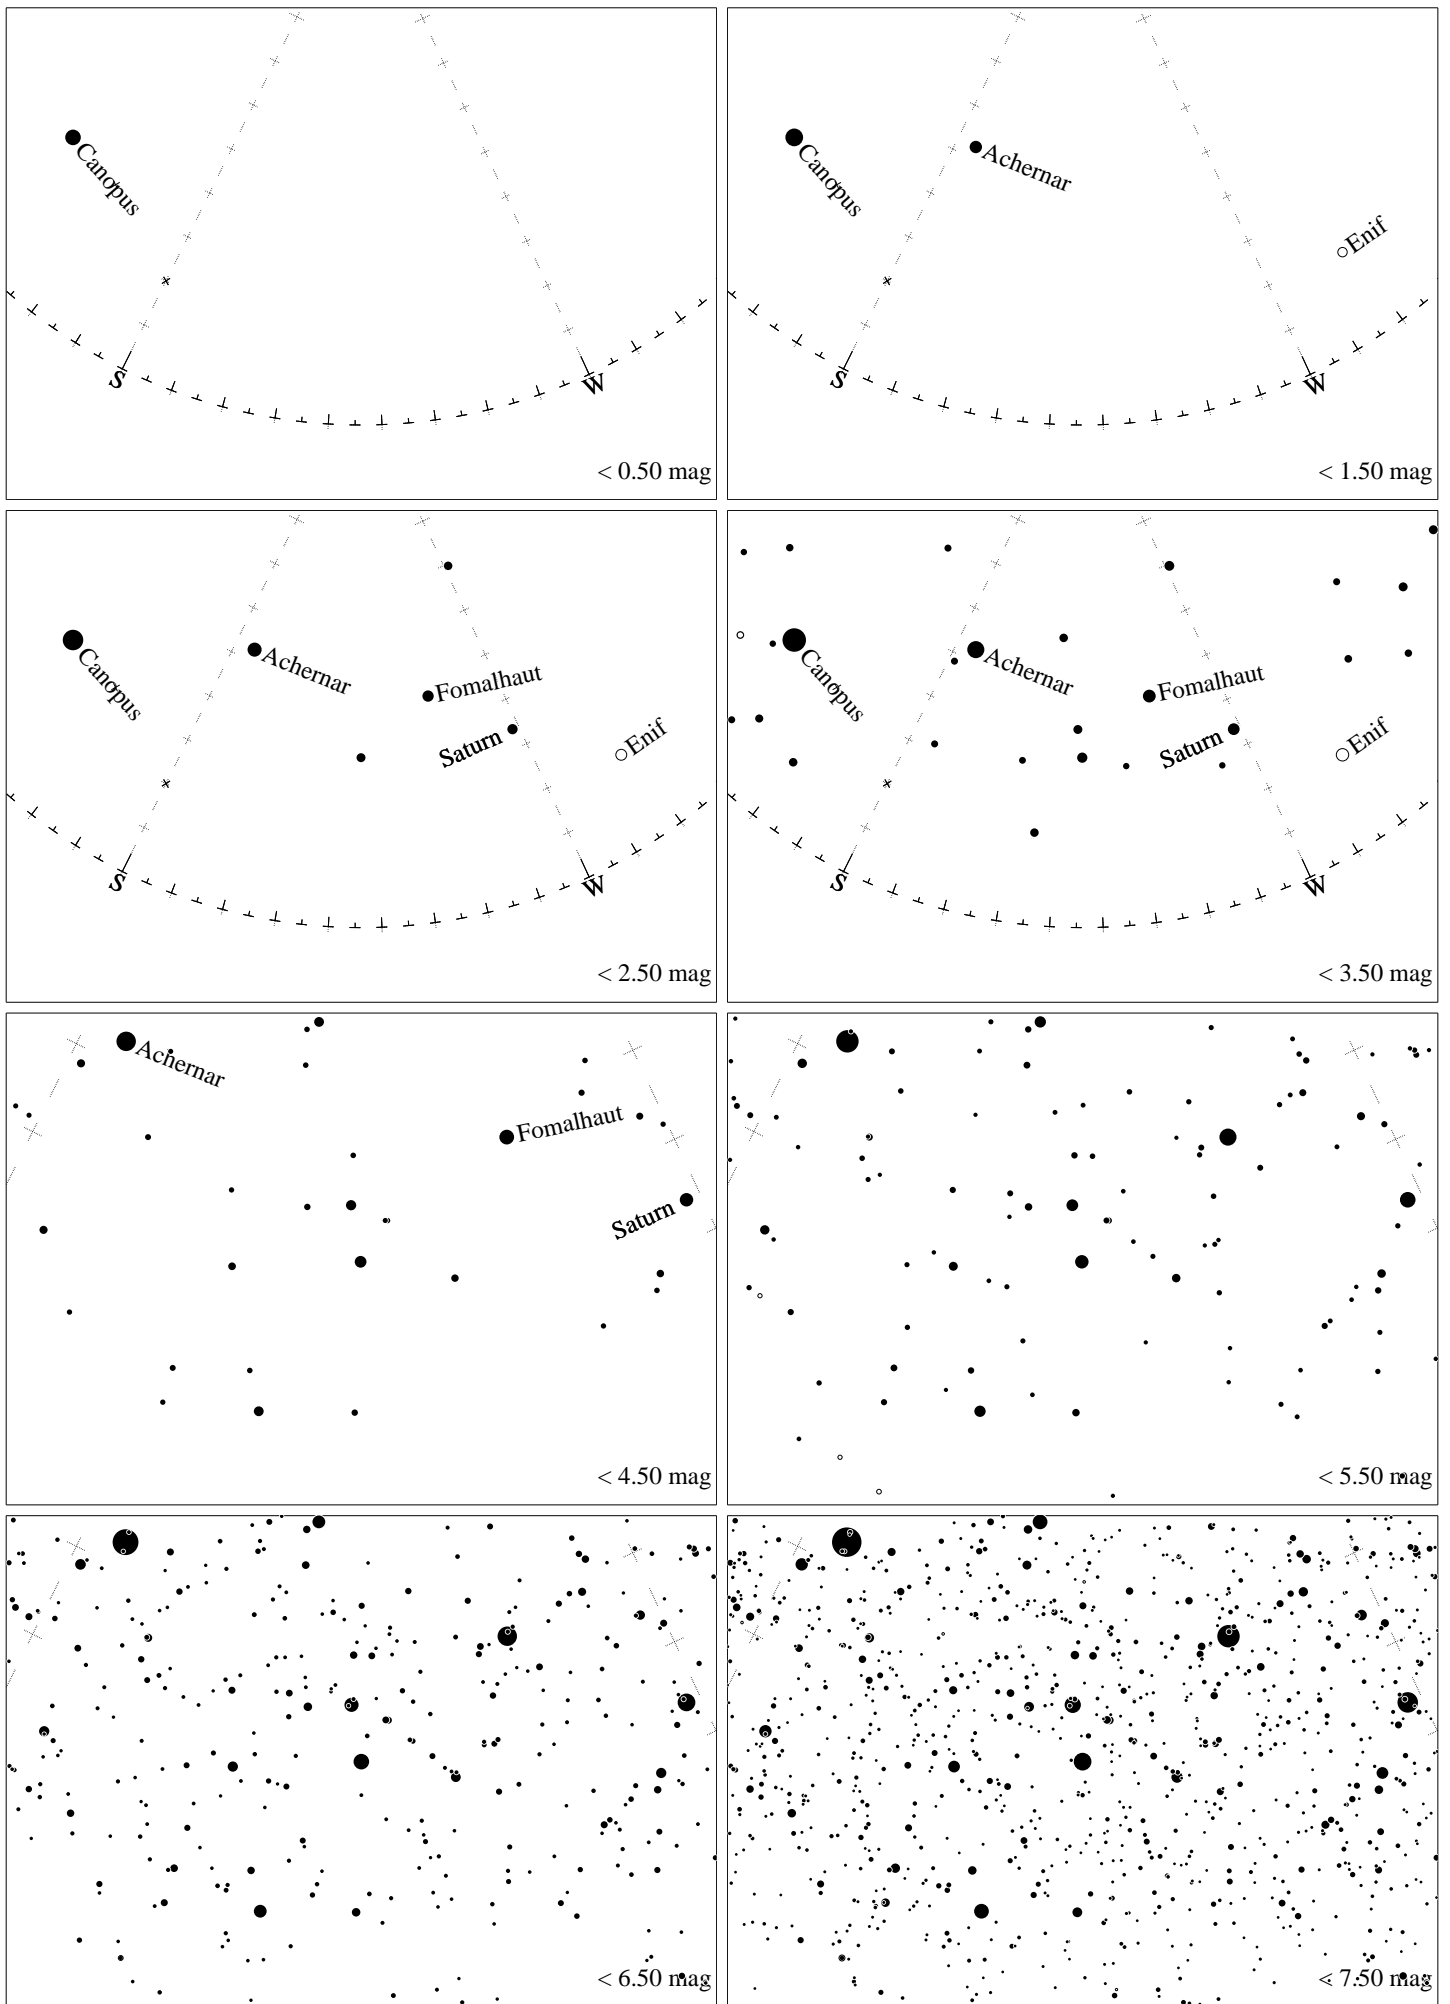 Canopus
S
W
< 0.50 mag
Canopus
Achernar
Enif
S
W
< 1.50 mag
Canopus
Achernar
Fomalhaut
Saturn
Enif
S
W
< 2.50 mag
Canopus
Achernar
Fomalhaut
Saturn
Enif
S
W
< 3.50 mag
Achernar
Fomalhaut
Saturn
< 4.50 mag
< 5.50 mag
< 6.50 mag
< 7.50 mag